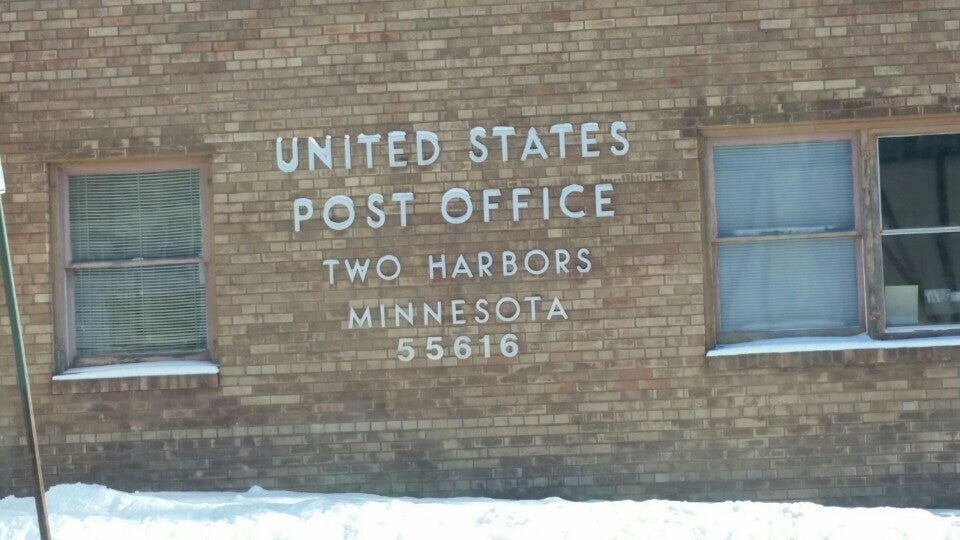 UNITED STATES
POST OFFICE
TWO HARBORS
MINNESOTA
55616